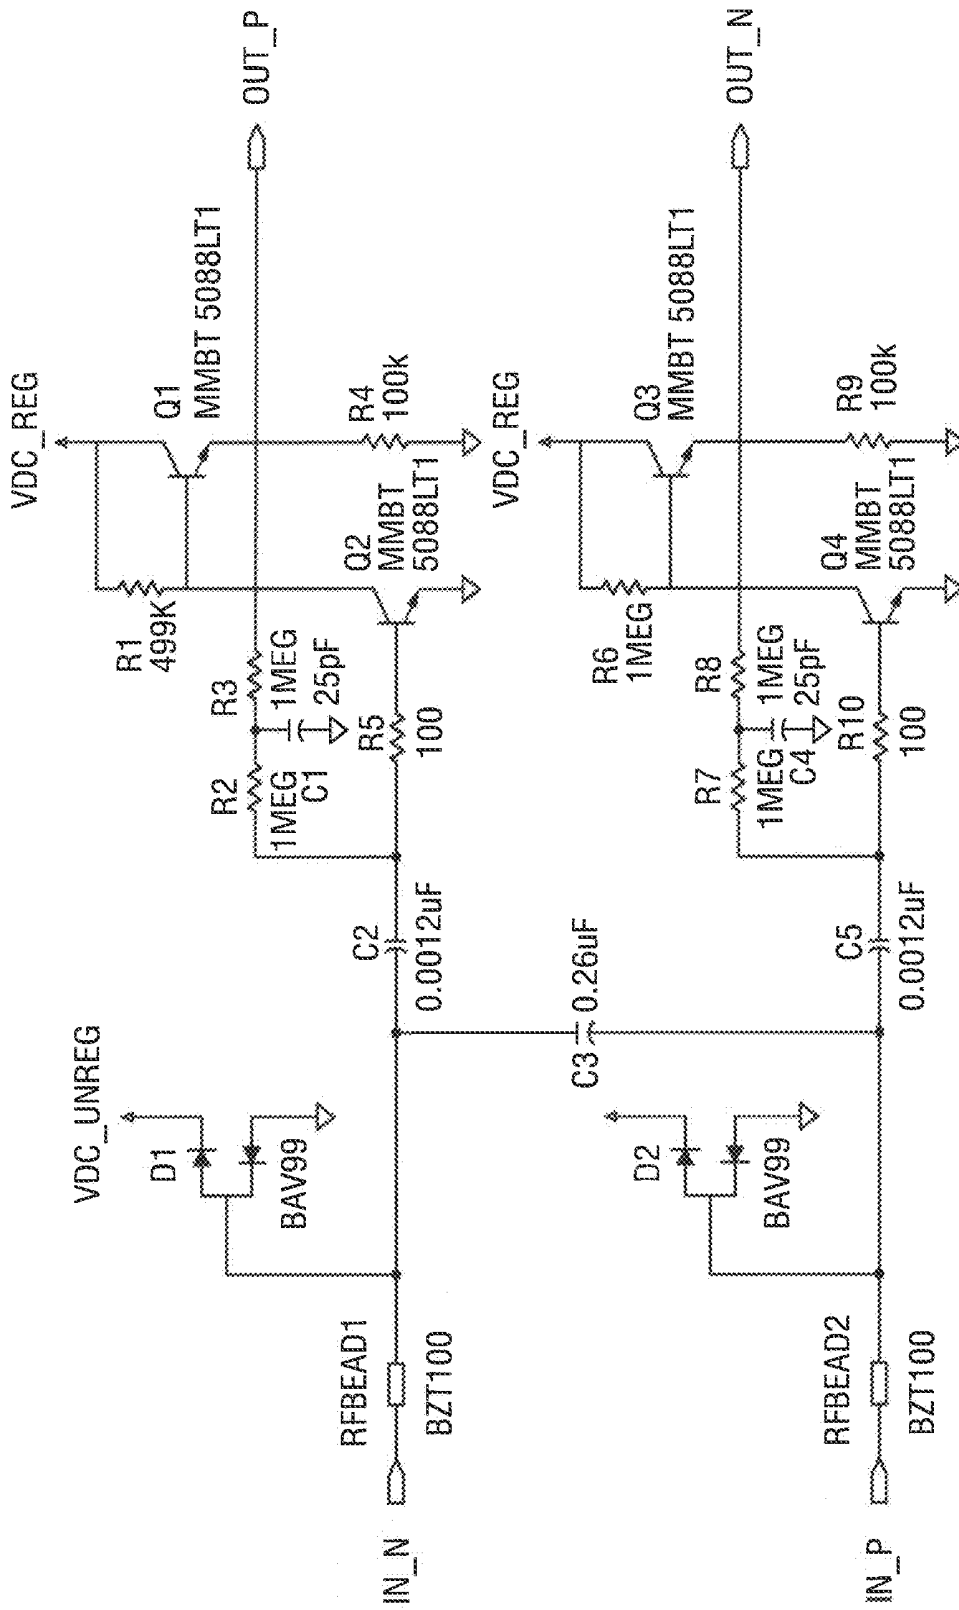 VDC_REG
VDC_UNREG
R1
499K
Q1
MMBT 5088LT1
OUT_P
D1
BAV99
R2
1MEG
C1
R3
1MEG
25pF
Q2
MMBT
5088LT1
R4
100k
IN_N
RFBEAD1
BZT100
C2
0.0012uF
R5
100
C3
0.26uF
VDC_REG
R6
1MEG
Q3
MMBT 5088LT1
OUT_N
D2
BAV99
R7
1MEG
C4
R8
1MEG
25pF
Q4
MMBT
5088LT1
R9
100k
IN_P
RFBEAD2
BZT100
C5
0.0012uF
R10
100